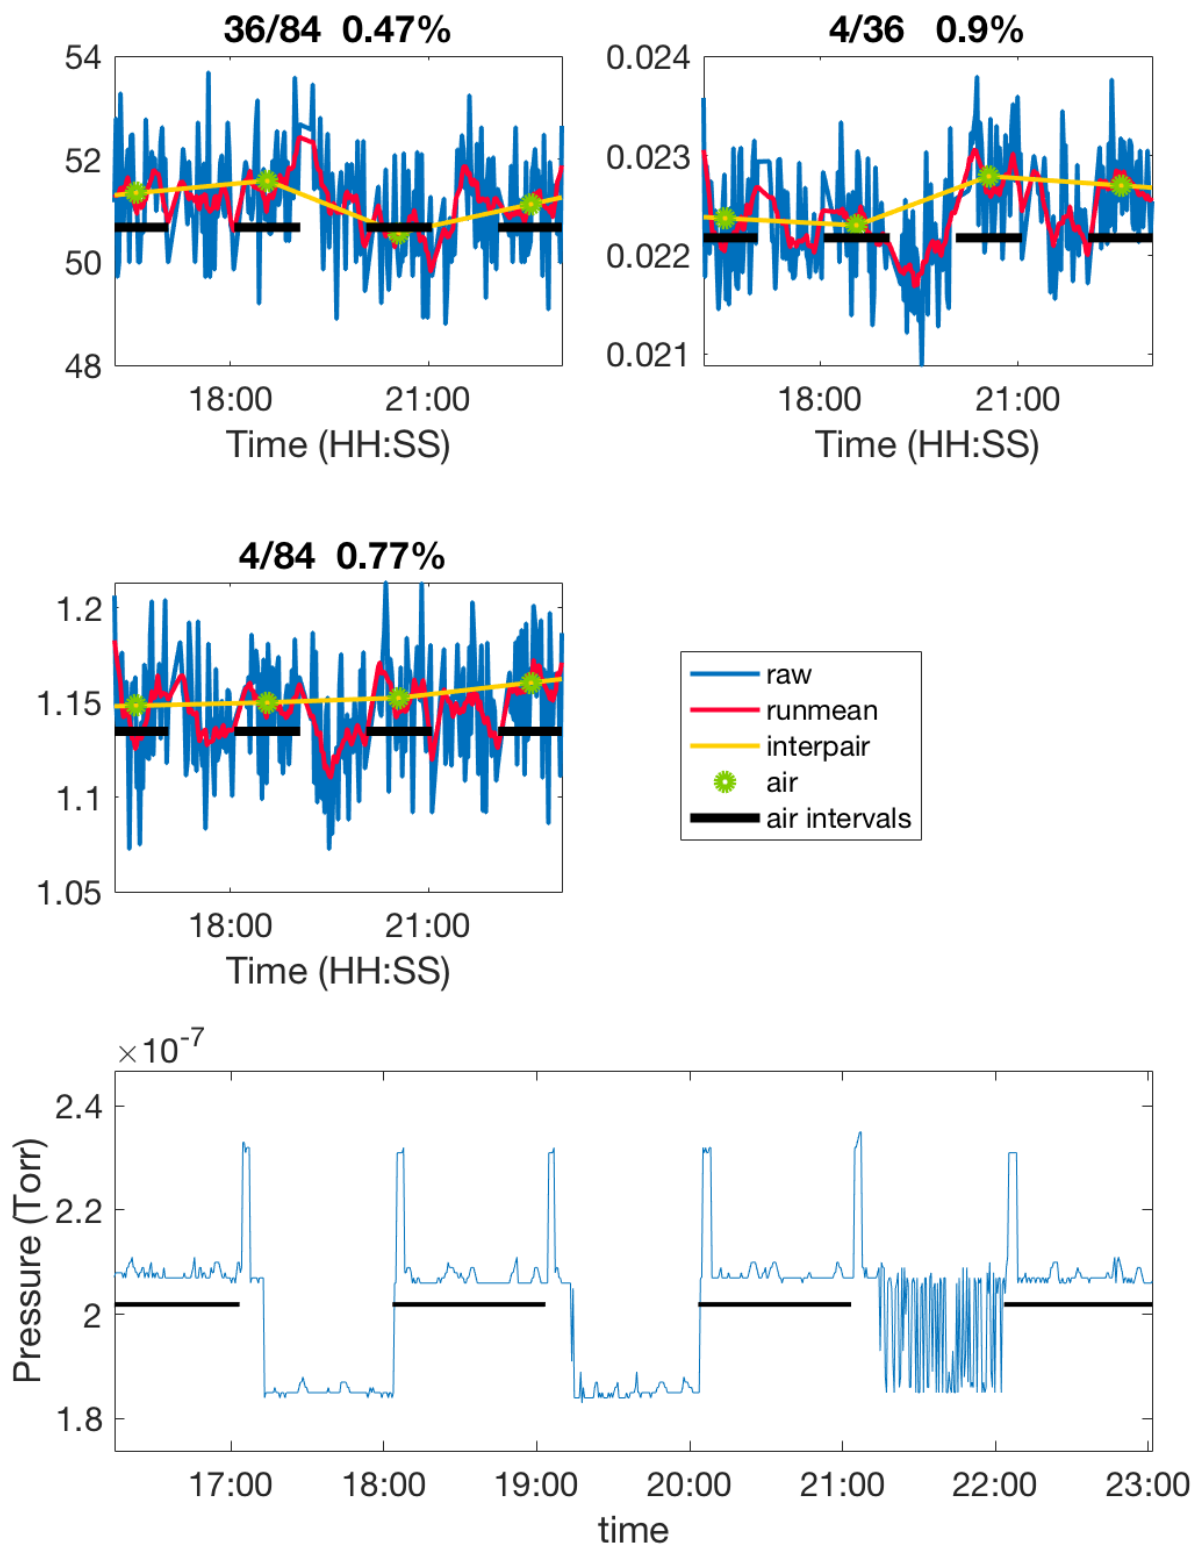 36/84 0.47%
54
52
50
48
18:00 21:00
Time (HH:SS)
4/36 0.9%
0.024
0.023
0.022
0.021
18:00 21:00
Time (HH:SS)
4/84 0.77%
1.2
1.15
1.1
1.05
18:00 21:00
Time (HH:SS)
raw
runmean
interpair
air
air intervals
×10-7
2.4
2.2
2
1.8
Pressure (Torr)
17:00 18:00 19:00 20:00 21:00 22:00 23:00
time